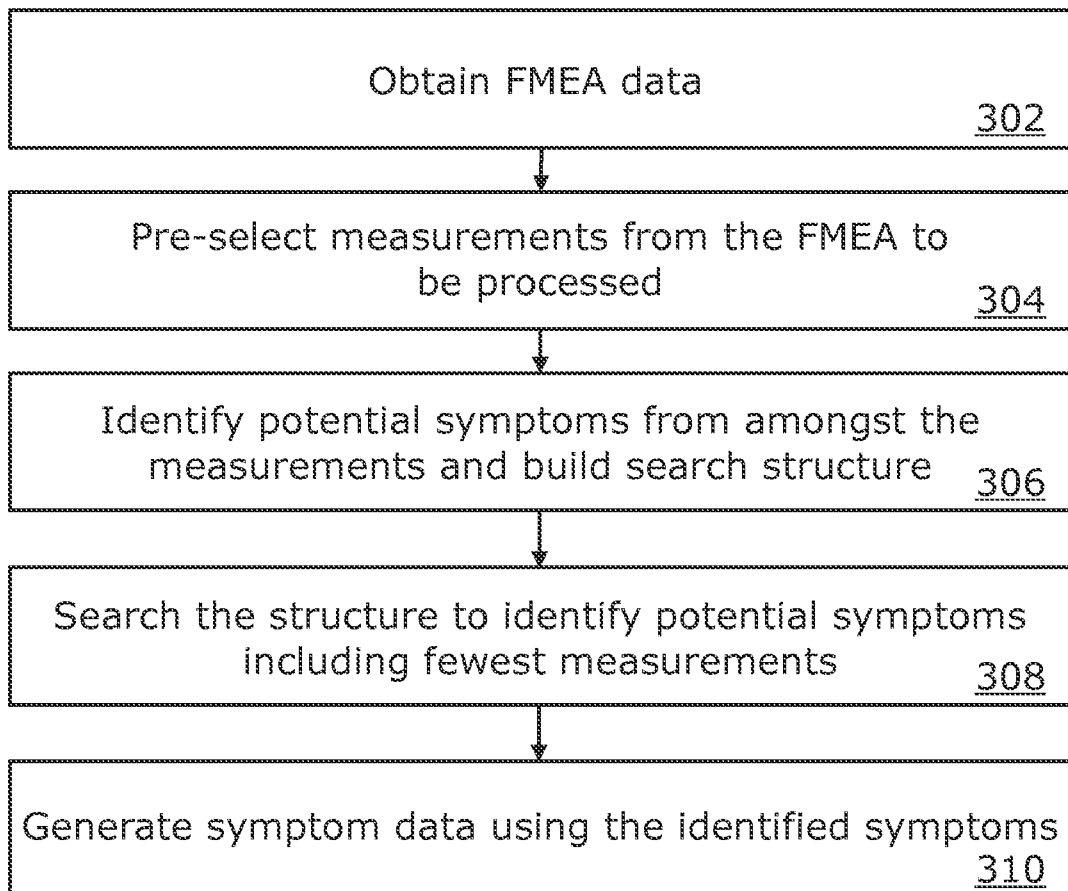 Obtain FMEA data
302
Pre-select measurements from the FMEA to
be processed
304
Identify potential symptoms from amongst the
measurements and build search structure
306
Search the structure to identify potential symptoms
including fewest measurements
308
Generate symptom data using the identified symptoms
310